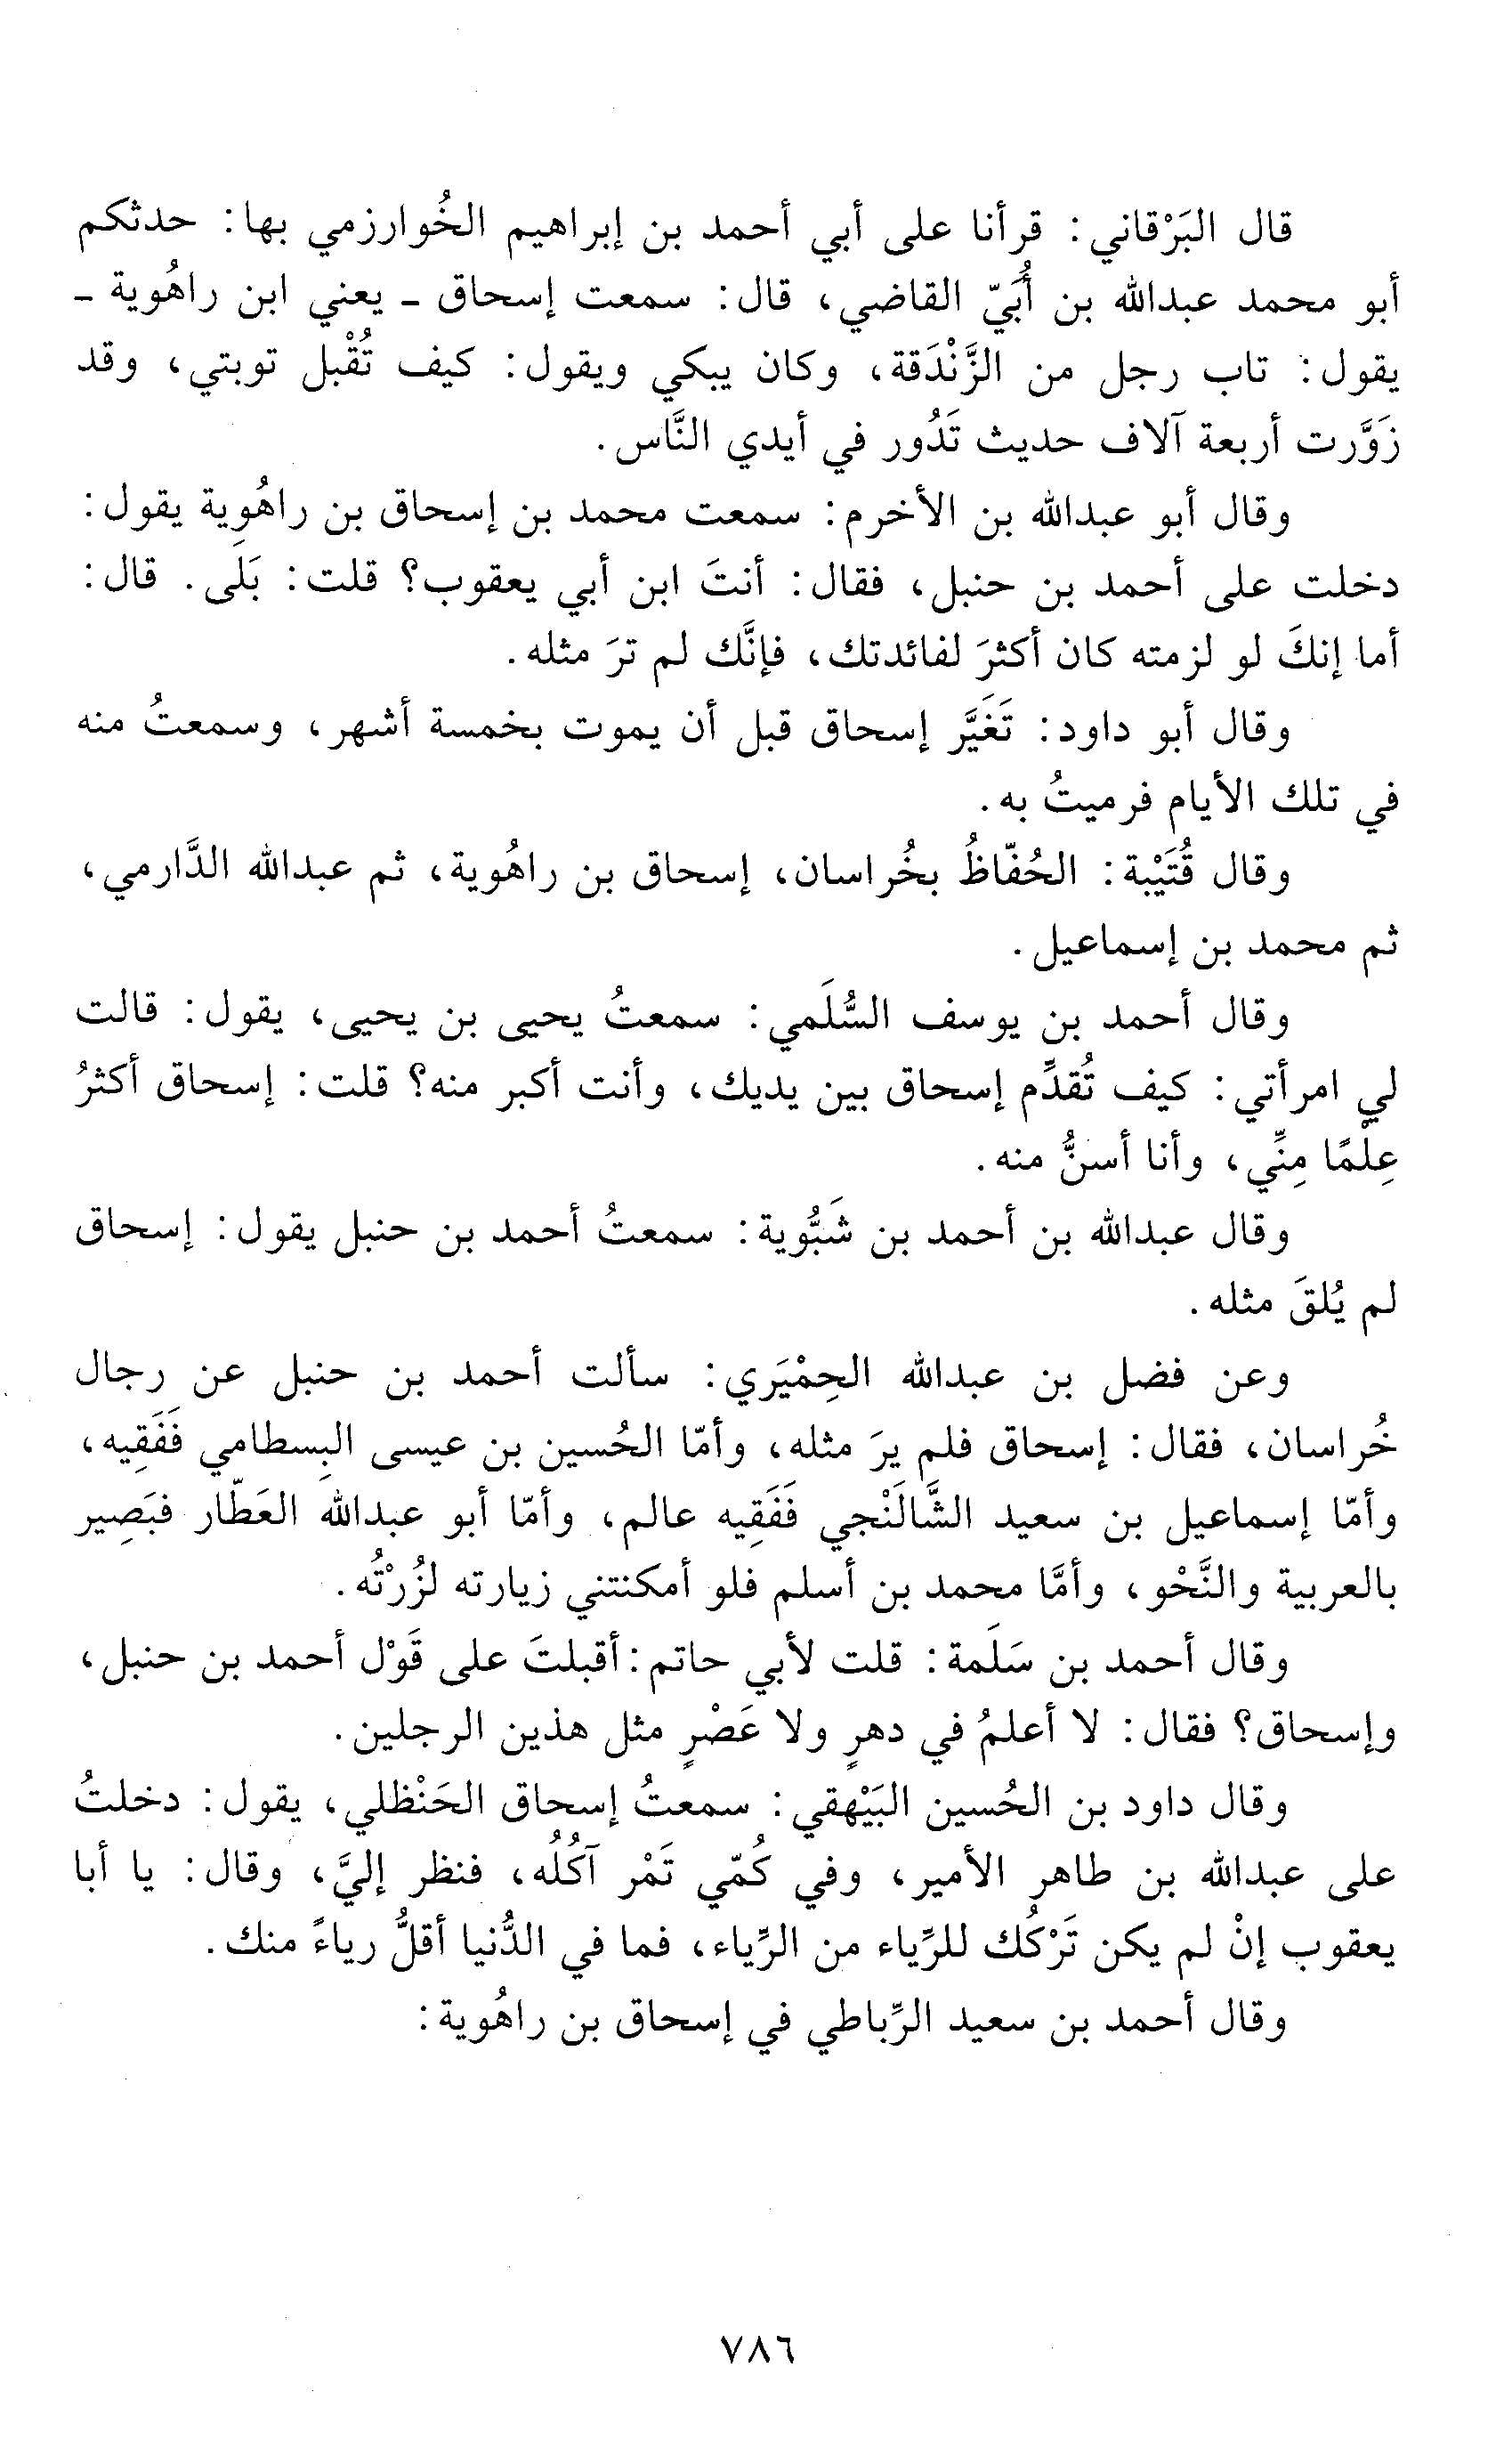 قال البَرْقاني: قرأنا على أبي أحمد بن إبراهيم الخُوارزمي بها: حدثكم
أبو محمد عبدالله بن أُبَيّ القاضي، قال: سمعت إسحاق - يعني ابن راهُوية -
يقول: تاب رجل من الزَّنْدَقة، وكان يبكي ويقول: كيف تُقْبل توبتي، وقد
زَوَّرت أربعة آلاف حديث تَدُور في أيدي النَّاس.
وقال أبو عبدالله بن الأخرم: سمعت محمد بن إسحاق بن راهُوِية يقول:
دخلت على أحمد بن حنبل، فقال: أنتَ ابن أبي يعقوب؟ قلت: بَلَى. قال:
أما إنكَ لو لزمته كان أكثرَ لفائدتك، فإنَّك لم ترَ مثله.
وقال أبو داود: تَغَيَّر إسحاق قبل أن يموت بخمسة أشهر، وسمعتُ منه
في تلك الأيام فرميتُ به.
وقال قُتَيْبة: الحُفّاظُ بخُراسان، إسحاق بن راهُوية، ثم عبدالله الدَّارمي،
ثم محمد بن إسماعيل.
وقال أحمد بن يوسف السُّلَمي: سمعتُ يحيى بن يحيى، يقول: قالت
لي امرأتي: كيف تُقدِّم إسحاق بين يديك، وأنت أكبر منه؟ قلت: إسحاق أكثرُ
عِلْمًا مِنِّي، وأنا أسنُّ منه.
وقال عبدالله بن أحمد بن شَبُّوية: سمعتُ أحمد بن حنبل يقول: إسحاق
لم يُلقَ مثله.
وعن فضل بن عبدالله الحِمْيَري: سألت أحمد بن حنبل عن رجال
خُراسان، فقال: إسحاق فلم يرَ مثله، وأمّا الحُسين بن عيسى البِسطامي فَفَقِيه،
وأمّا إسماعيل بن سعيد الشَّالَنْجي فَفَقِيه عالم، وأمّا أبو عبدالله العَطّار فبَصِير
بالعربية والنَّحْو، وأمَّا محمد بن أسلم فلو أمكنتني زيارته لزُرْتُه.
وقال أحمد بن سَلَمة: قلت لأبي حاتم: أقبلتَ على قَوْل أحمد بن حنبل،
وإسحاق؟ فقال: لا أعلمُ في دهرٍ ولا عَصْرٍ مثل هذين الرجلين.
وقال داود بن الحُسين البَيْهقي: سمعتُ إسحاق الحَنْظلي، يقول: دخلتُ
على عبدالله بن طاهر الأمير، وفي كُمّي تَمْر آكُلُه، فنظر إليَّ، وقال: يا أبا
يعقوب إنْ لم يكن تَرْكُك للرِّياء من الرِّياء، فما في الدُّنيا أقلُّ رياءً منك.
وقال أحمد بن سعيد الرِّباطي في إسحاق بن راهُوية:
٧٨٦